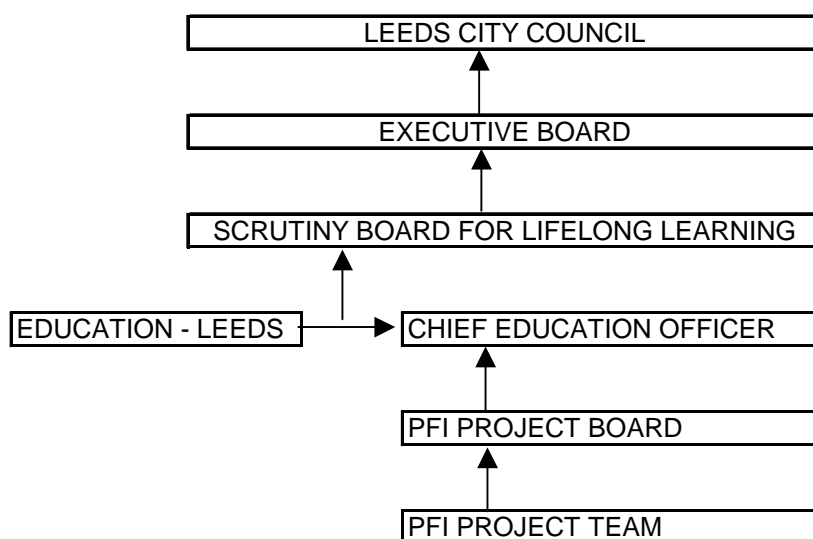 LEEDS CITY COUNCIL
EXECUTIVE BOARD
SCRUTINY BOARD FOR LIFELONG LEARNING
EDUCATION - LEEDS
CHIEF EDUCATION OFFICER
PFI PROJECT BOARD
PFI PROJECT TEAM